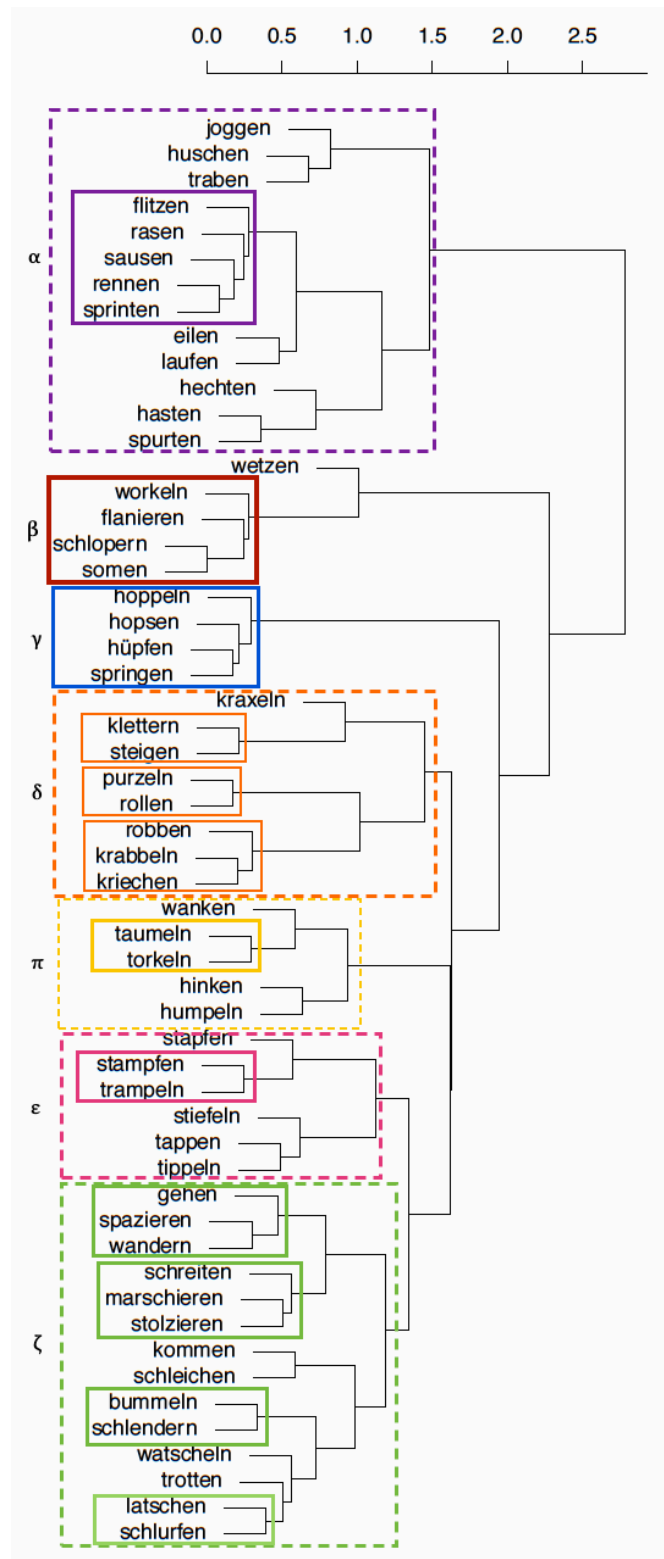 0.0 0.5 1.0 1.5 2.0 2.5
joggen
huschen
traben
flitzen
rasen
α sausen
rennen
sprinten
eilen
laufen
hechten
hasten
spurten
wetzen
workeln
β flanieren
schlopern
somen
hoppeln
hopsen
γ hüpfen
springen
kraxeln
klettern
steigen
δ purzeln
rollen
robben
krabbeln
kriechen
wanken
taumeln
π torkeln
hinken
humpeln
stapfen
stampfen
trampeln
ε stiefeln
tappen
tippeln
gehen
spazieren
wandern
schreiten
marschieren
stolzieren
ζ kommen
schleichen
bummeln
schlendern
watscheln
trotten
latschen
schlurfen